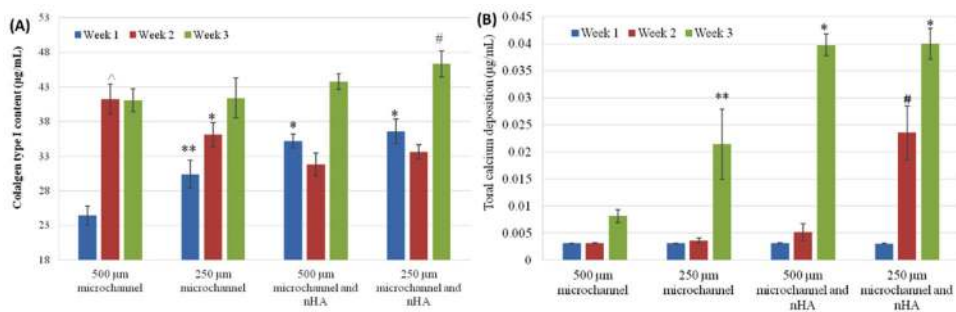 (A)
53
48
43
38
33
28
23
18
Colalgen type I content (µg/mL)
Week 1 Week 2 Week 3
^
**
*
*
*
#
500 µm
microchannel
250 µm
microchannel
500 µm
microchannel and
nHA
250 µm
microchannel and
nHA
(B)
0.045
0.04
0.035
0.03
0.025
0.02
0.015
0.01
0.005
0
Toral calcium deposition(µg/mL)
Week 1 Week 2 Week 3
**
*
#
*
500 µm
microchannel
250 µm
microchannel
500 µm
microchannel and
nHA
250 µm
microchannel and
nHA